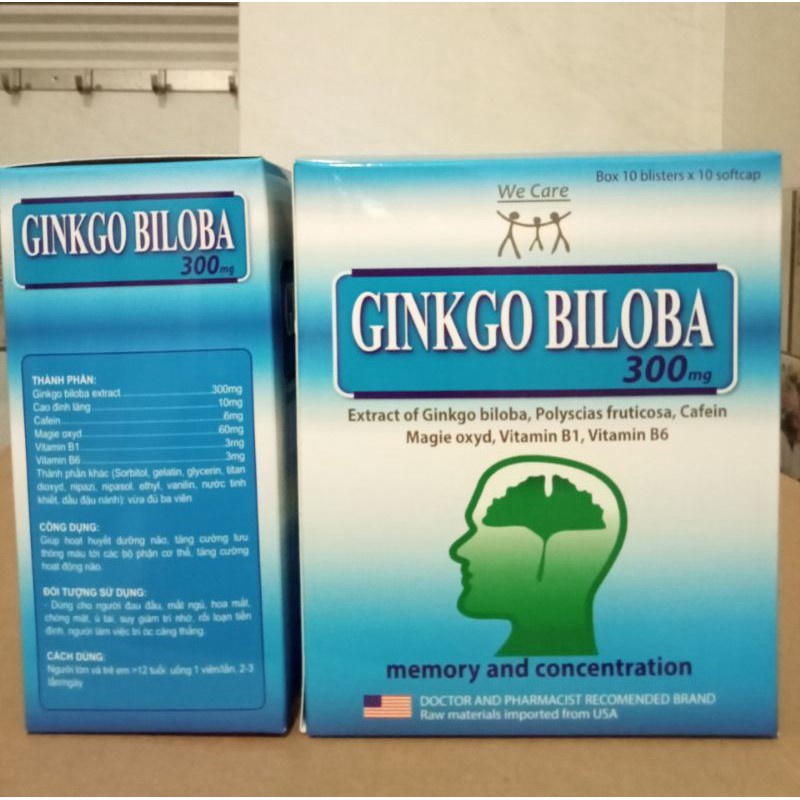 GINKGO BILOBA
300mg
THÀNH PHẦN:
Ginkgo biloba extract 300mg
Cao đinh lăng 10mg
Cafein 6mg
Magie oxyd 60mg
Vitamin B1 3mg
Vitamin B6 3mg
Thành phần khác (Sorbitol, gelatin, glycerin, titan
dioxyd, nipazi, nipasol, ethyl, vanilin, nước tinh
khiết, dầu đậu nành): vừa đủ ba viên
CÔNG DỤNG:
Giúp hoạt huyết dưỡng não, tăng cường lưu
thông máu tới các bộ phận cơ thể, tăng cường
hoạt động não.
ĐỐI TƯỢNG SỬ DỤNG:
- Dùng cho người đau đầu, mất ngủ, hoa mắt,
chóng mặt, ù tai, suy giảm trí nhớ, rối loạn tiền
đình, người làm việc trí óc căng thẳng.
CÁCH DÙNG:
Người lớn và trẻ em >12 tuổi: uống 1 viên/lần, 2-3
lần/ngày
Box 10 blisters x 10 softcap
We Care
GINKGO BILOBA
300mg
Extract of Ginkgo biloba, Polyscias fruticosa, Cafein
Magie oxyd, Vitamin B1, Vitamin B6
memory and concentration
DOCTOR AND PHARMACIST RECOMENDED BRAND
Raw materials imported from USA